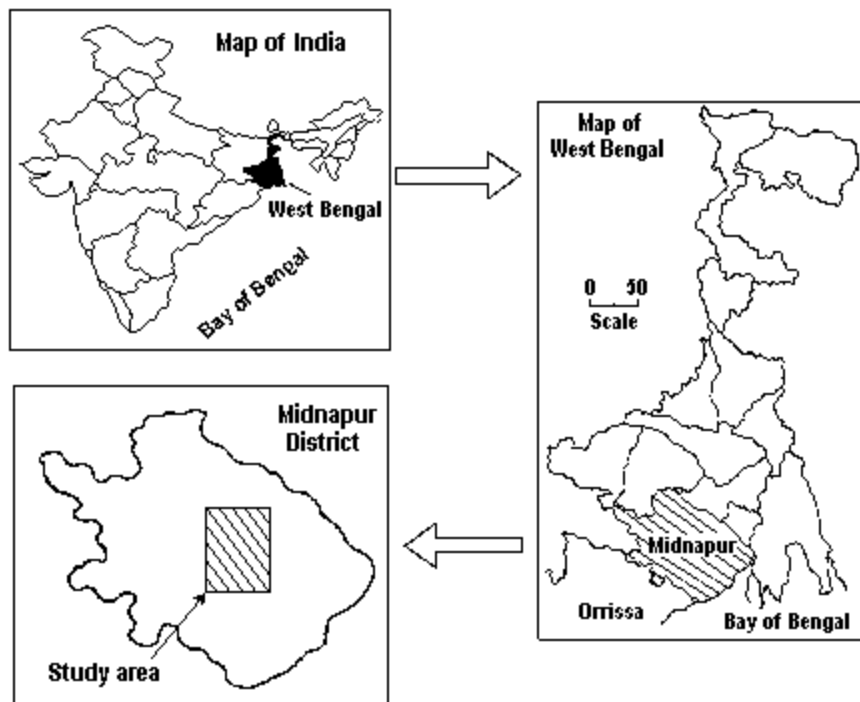 Map of India
West Bengal
Bay of Bengal
Map of
West Bengal
0 50
Scale
Midnapur
Orrissa
Bay of Bengal
Midnapur
District
Study area